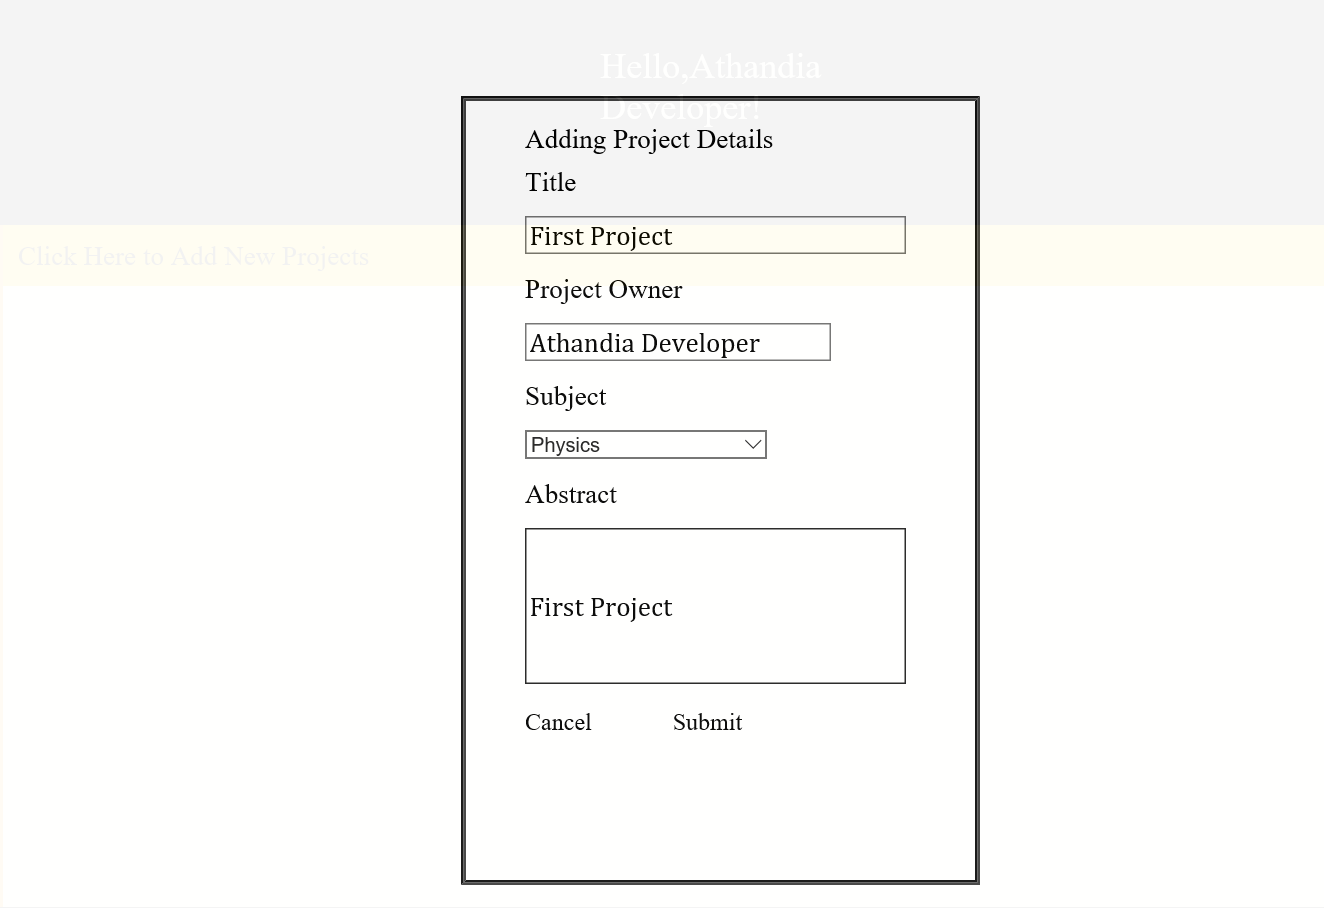 Hello,Athandia
Developer!
Adding Project Details
Title
First Project
Click Here to Add New Projects
Project Owner
Athandia Developer
Subject
Physics
Abstract
First Project
Cancel Submit